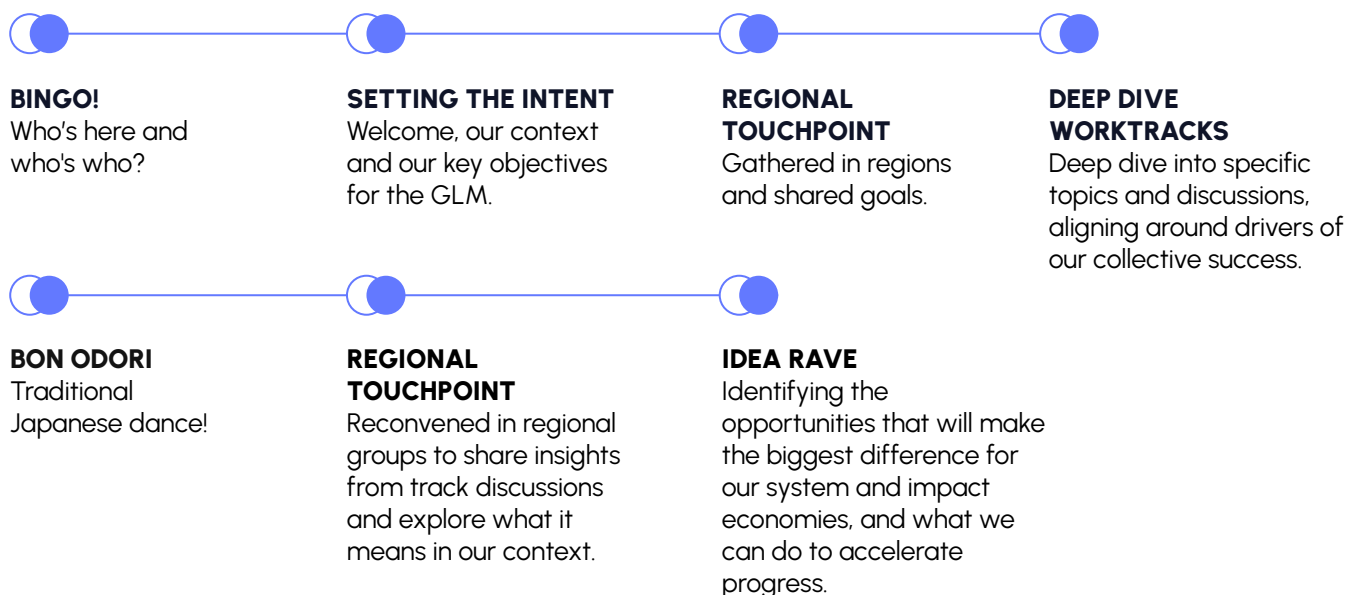 BINGO!
Who's here and
who's who?
SETTING THE INTENT
Welcome, our context
and our key objectives
for the GLM.
REGIONAL
TOUCHPOINT
Gathered in regions
and shared goals.
DEEP DIVE
WORKTRACKS
Deep dive into specific
topics and discussions,
aligning around drivers of
our collective success.
BON ODORI
Traditional
Japanese dance!
REGIONAL
TOUCHPOINT
Reconvened in regional
groups to share insights
from track discussions
and explore what it
means in our context.
IDEA RAVE
Identifying the
opportunities that will make
the biggest difference for
our system and impact
economies, and what we
can do to accelerate
progress.